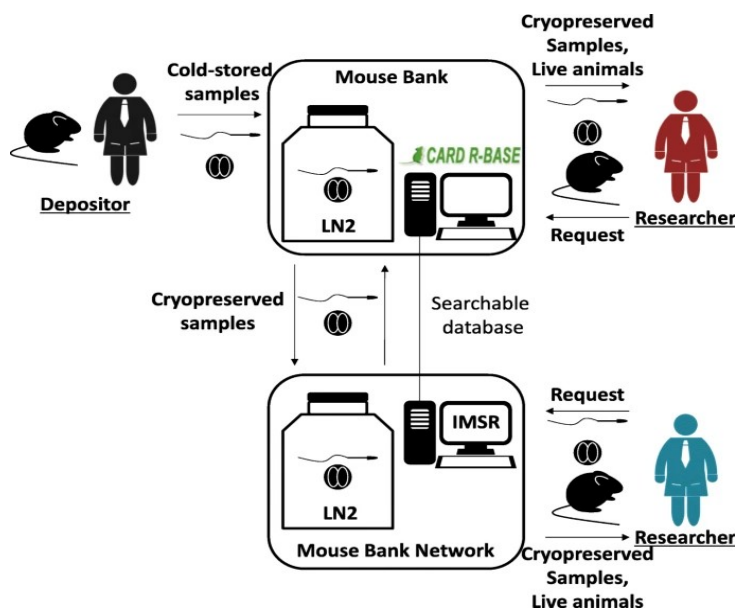 Cold-stored
samples
Depositor
Mouse Bank
LN2
CARD R-BASE
Cryopreserved
Samples,
Live animals
Request
Researcher
Cryopreserved
samples
Searchable
database
LN2
IMSR
Mouse Bank Network
Request
Researcher
Cryopreserved
Samples,
Live animals